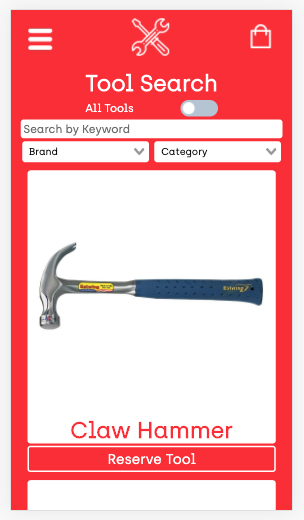 Tool Search
All Tools
Search by Keyword
Brand
Category
Estwing
Estwing
Claw Hammer
Reserve Tool